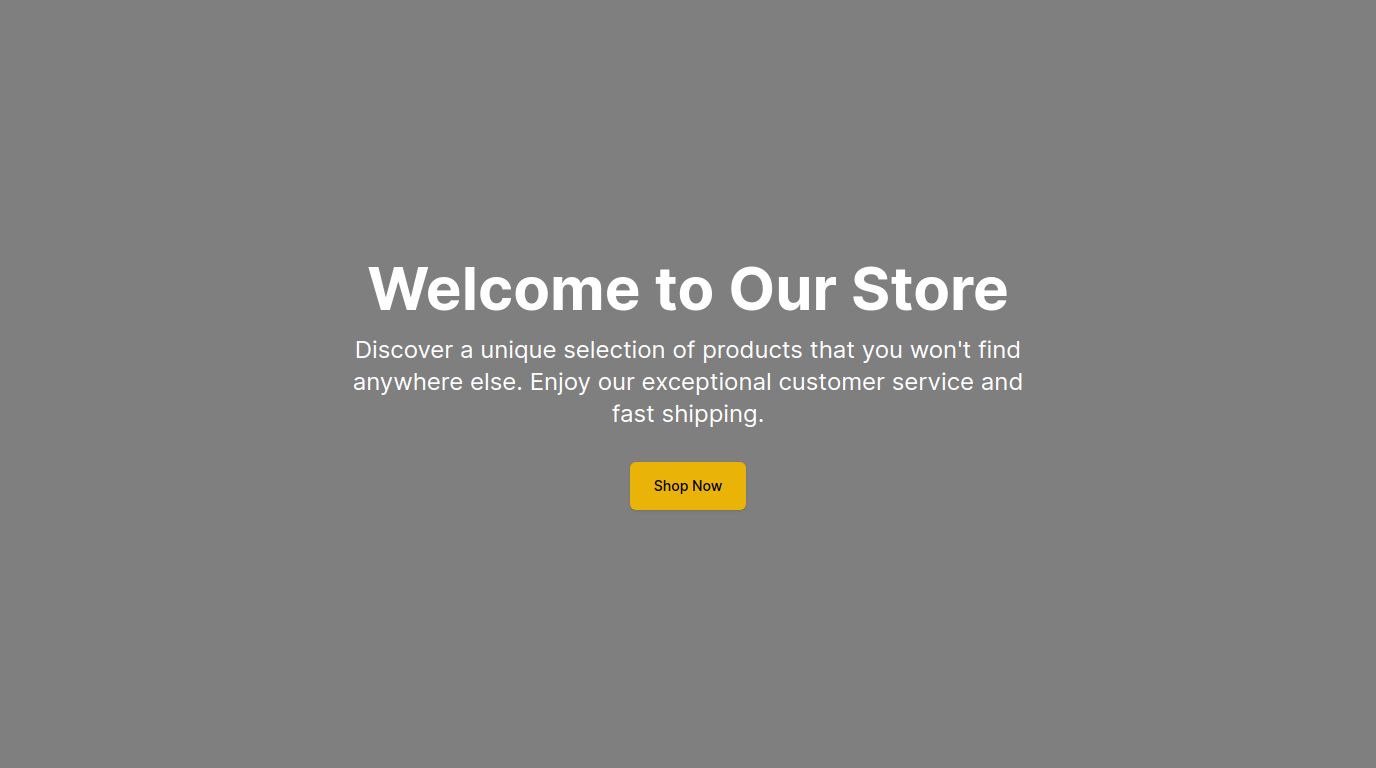 Welcome to Our Store
Discover a unique selection of products that you won't find
anywhere else. Enjoy our exceptional customer service and
fast shipping.
Shop Now